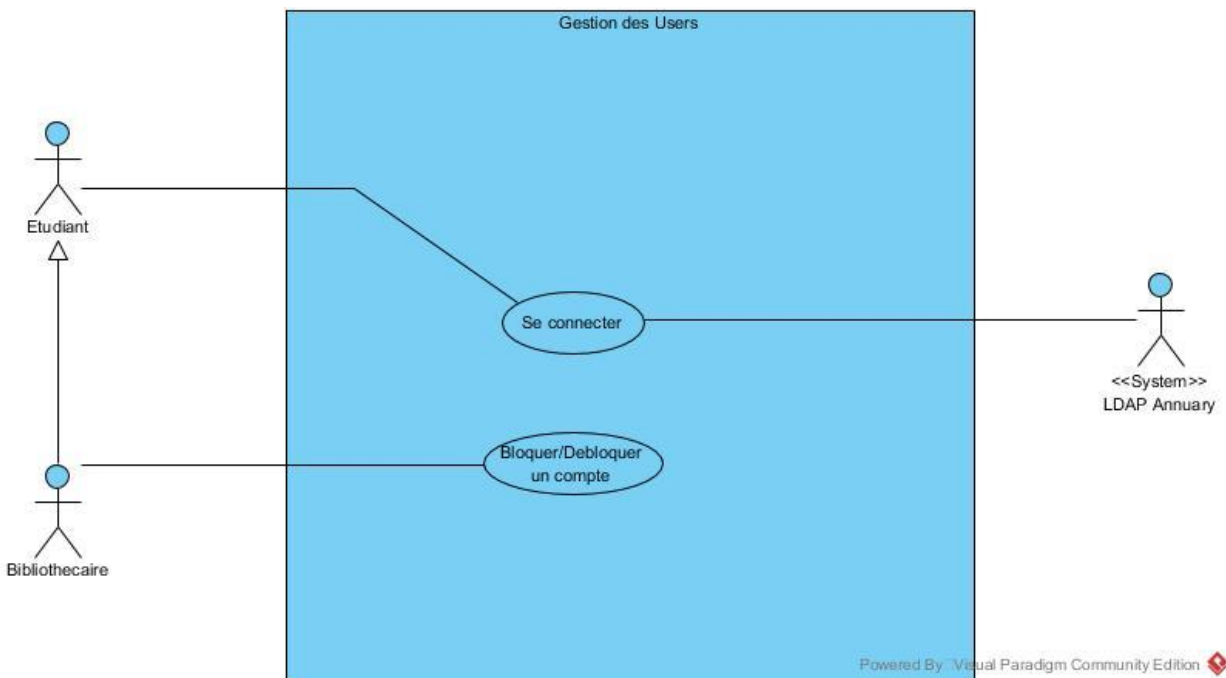 Gestion des Users
Etudiant
Se connecter
<<System>>
LDAP Annuary
Bloquer/Debloquer
un compte
Bibliothecaire
Powered By Visual Paradigm Community Edition